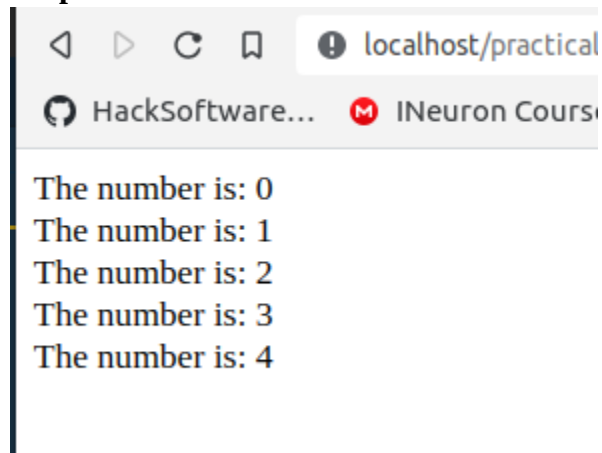 localhost/practical
HackSoftware... INeuron Course
The number is: 0
The number is: 1
The number is: 2
The number is: 3
The number is: 4